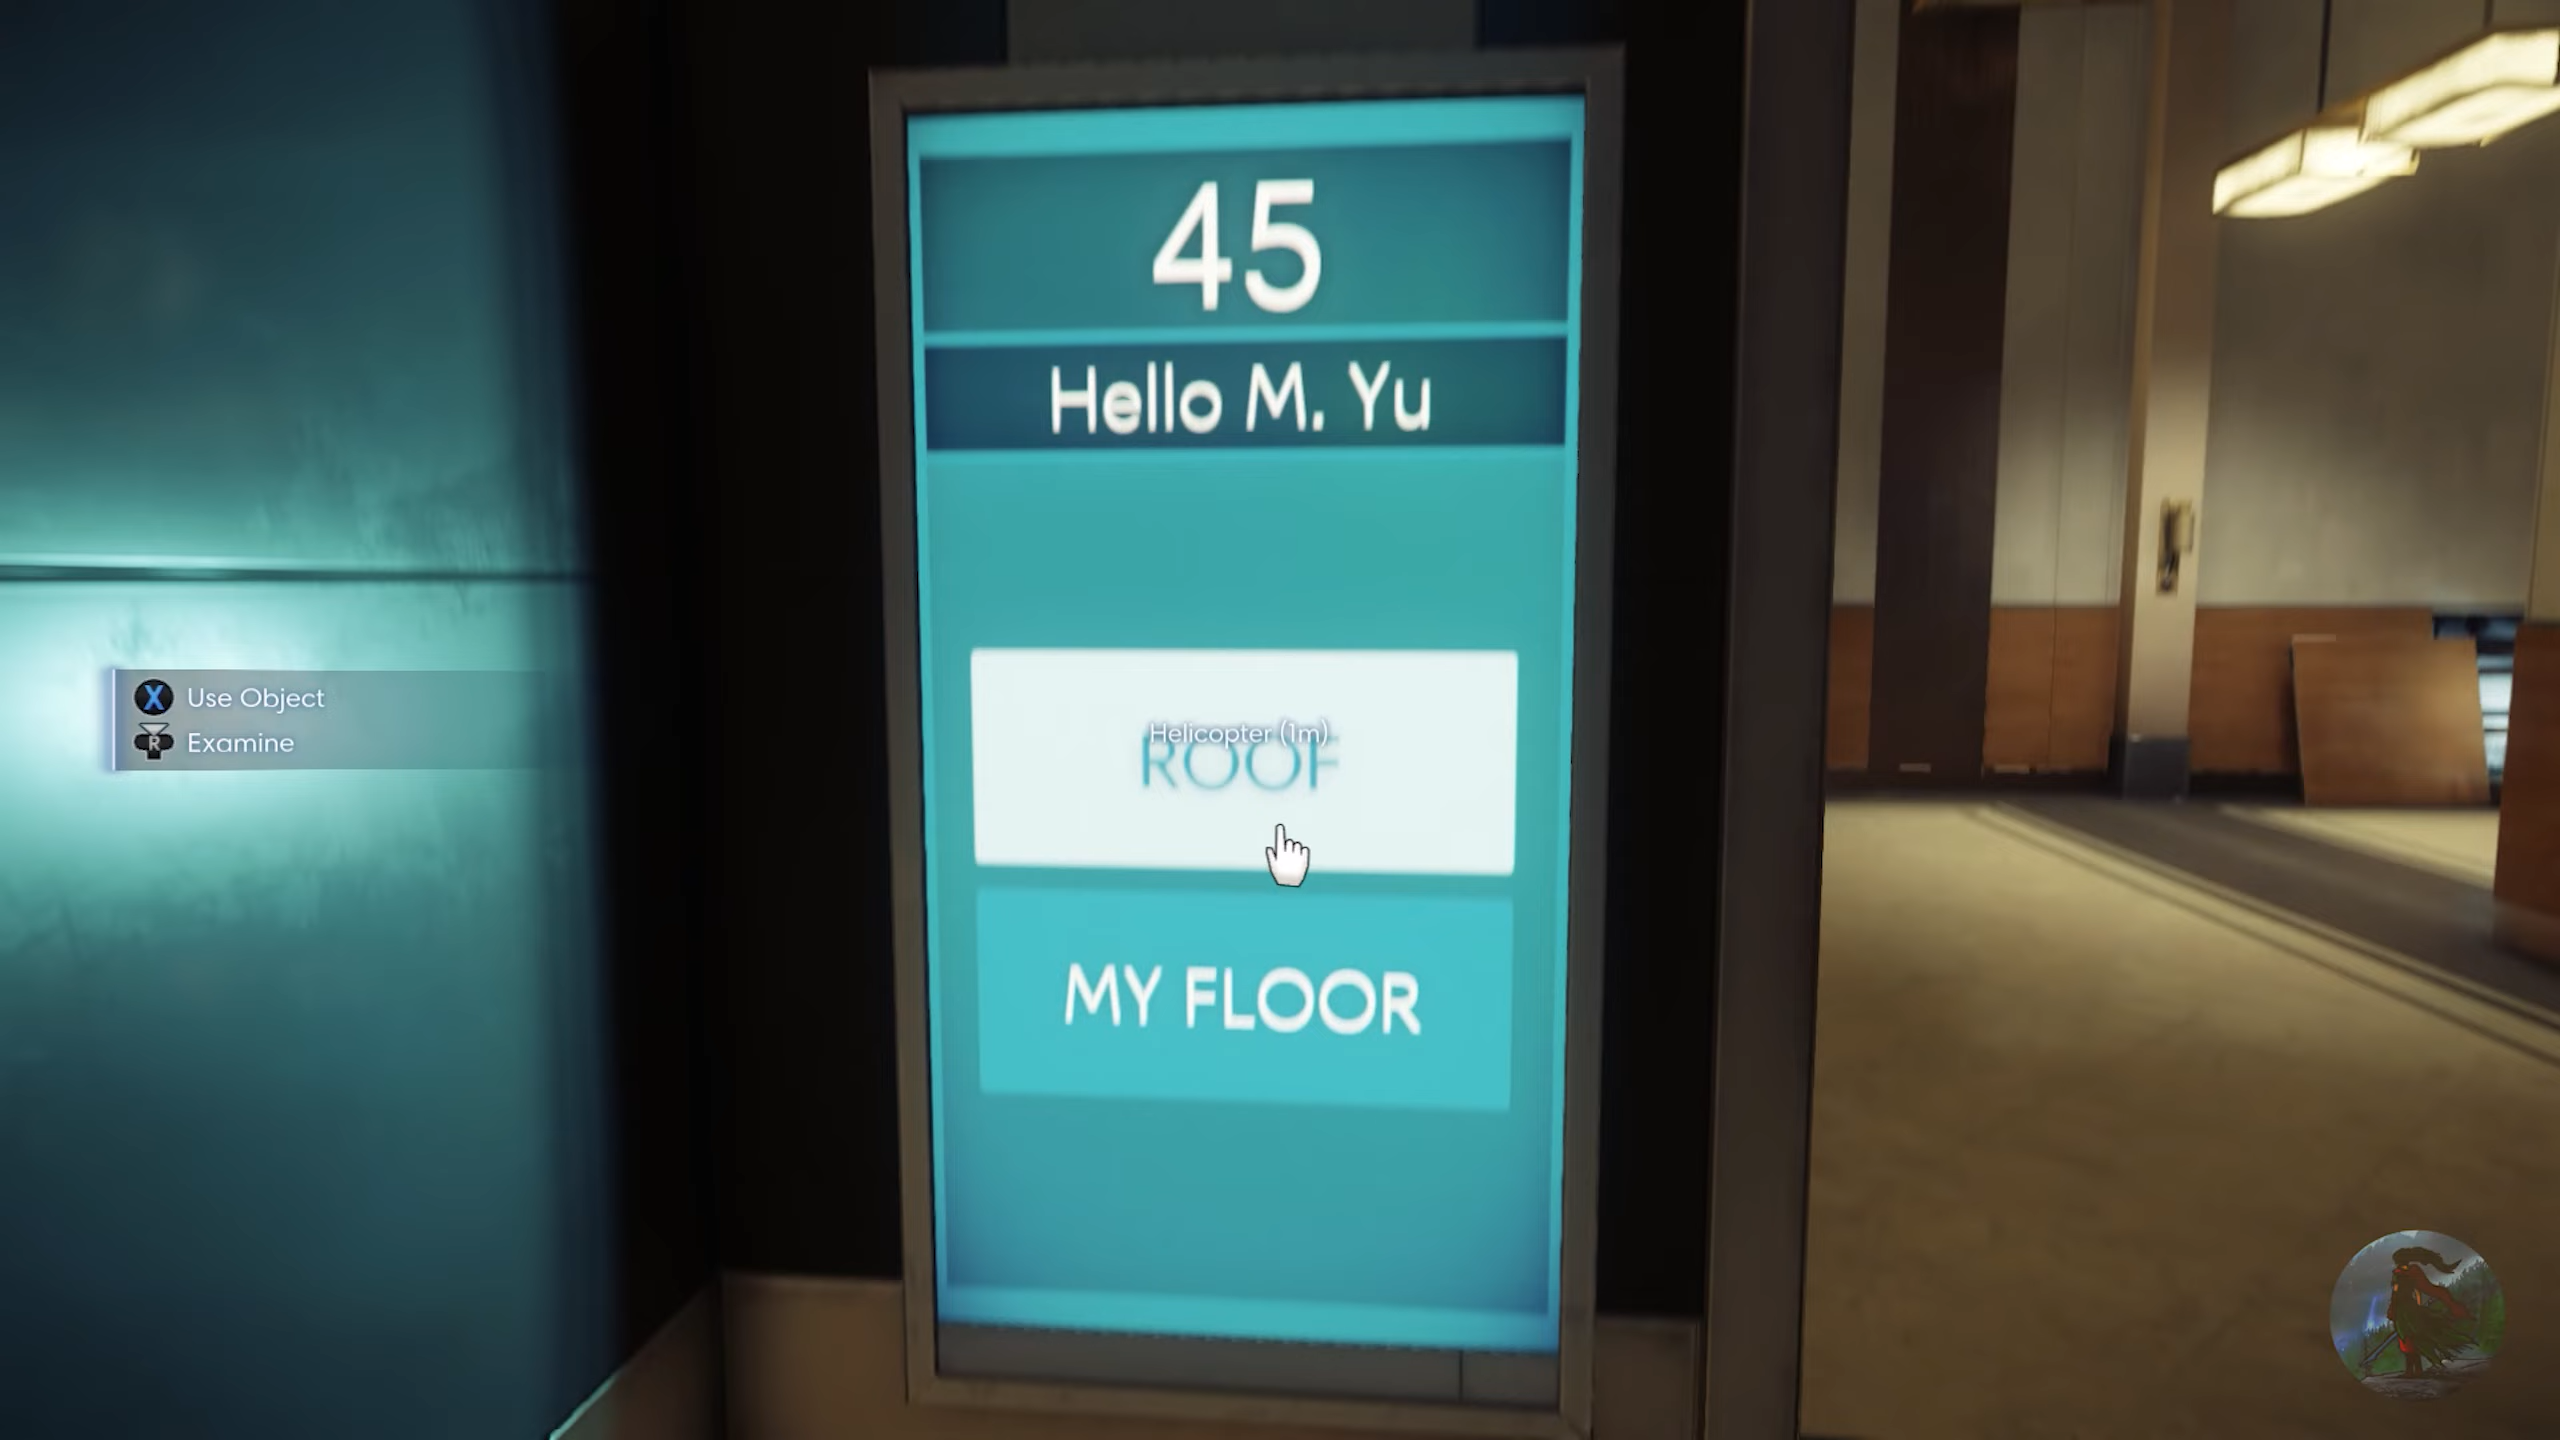 45
Hello M. Yu
X Use Object
R Examine
Helicopter (1m)
ROOF
MY FLOOR